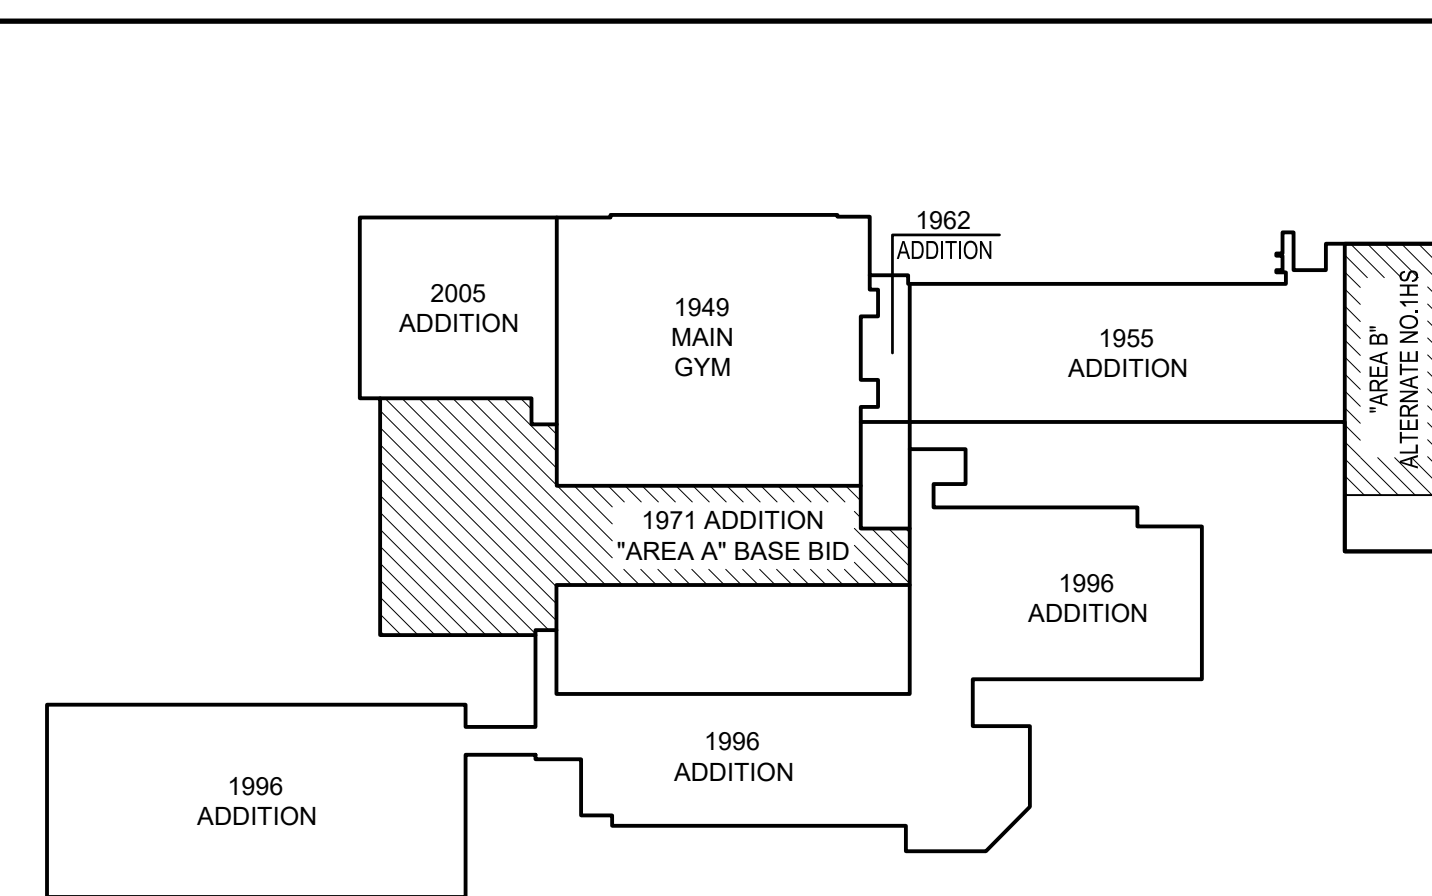 1962
ADDITION
2005
ADDITION
1949
MAIN
GYM
1955
ADDITION
"AREA B"
ALTERNATE NO.1HS
1971 ADDITION
"AREA A" BASE BID
1996
ADDITION
1996
ADDITION
1996
ADDITION